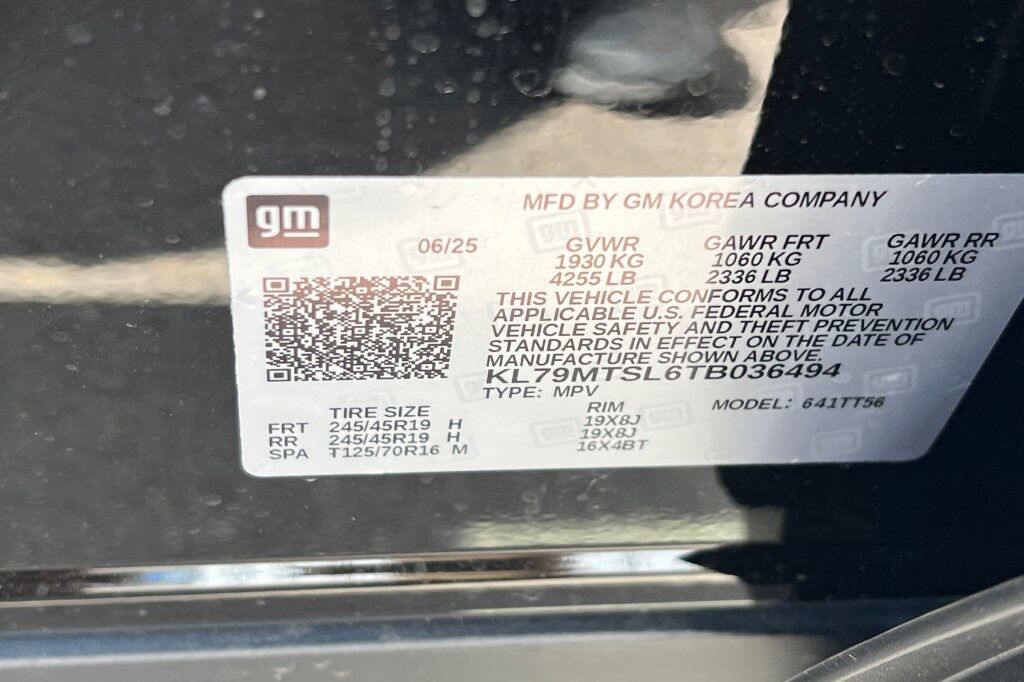 gm
MFD BY GM KOREA COMPANY
06/25 GVWR GAWR FRT GAWR RR
1930 KG 1060 KG 1060 KG
4255 LB 2336 LB 2336 LB
THIS VEHICLE CONFORMS TO ALL
APPLICABLE U.S. FEDERAL MOTOR
VEHICLE SAFETY AND THEFT PREVENTION
STANDARDS IN EFFECT ON THE DATE OF
MANUFACTURE SHOWN ABOVE.
KL79MTSL6TB036494
TYPE: MPV MODEL: 641TT56
TIRE SIZE RIM
FRT 245/45R19 H 19X8J
RR 245/45R19 H 19X8J
SPA T125/70R16 M 16X4BT